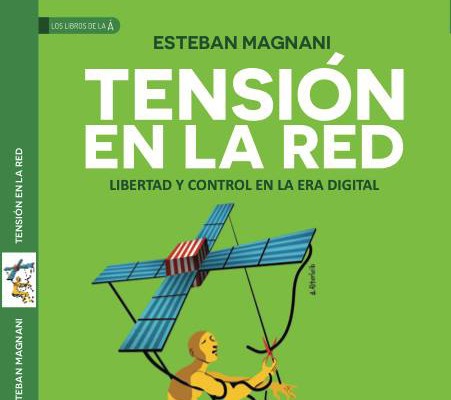 LOS LIBROS DE LA Á
ESTEBAN MAGNANI
TENSIÓN
EN LA RED
LIBERTAD Y CONTROL EN LA ERA DIGITAL
TENSIÓN EN LA RED
TEBAN MAGNANI